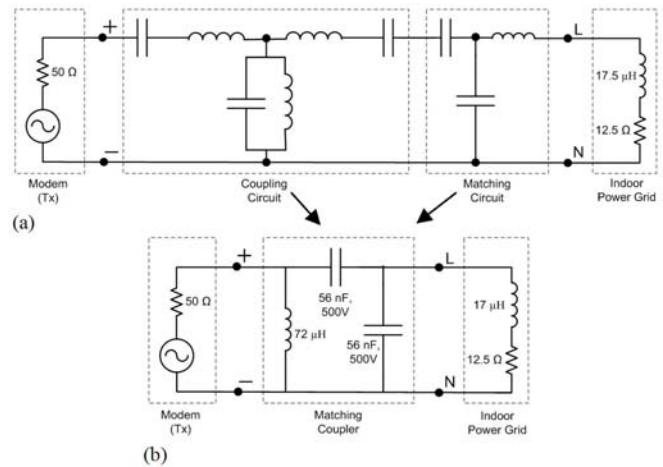 +
L
50 Ω
17.5 μH
12.5 Ω
−
N
Modem
(Tx)
Coupling
Circuit
Matching
Circuit
Indoor
Power Grid
(a)
+
L
50 Ω
56 nF,
500V
72 μH
56 nF,
500V
17 μH
12.5 Ω
−
N
Modem
(Tx)
Matching
Coupler
Indoor
Power Grid
(b)